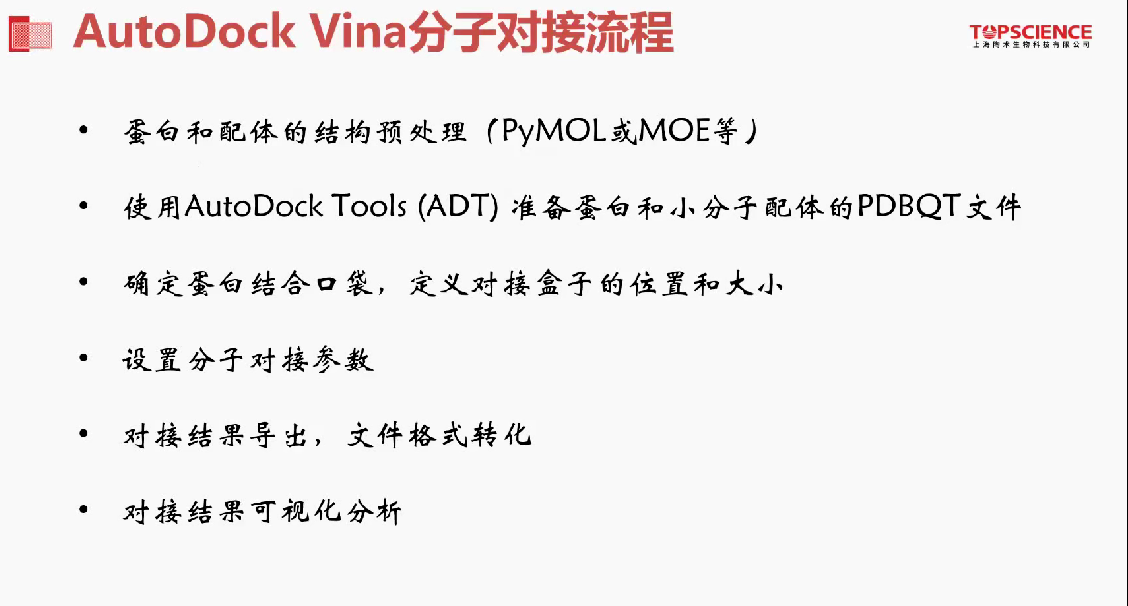 AutoDock Vina分子对接流程
TOPSCIENCE
上海陶术生物科技有限公司
• 蛋白和配体的结构预处理（PyMOL或MOE等）
• 使用AutoDock Tools (ADT) 准备蛋白和小分子配体的PDBQT文件
• 确定蛋白结合口袋，定义对接盒子的位置和大小
• 设置分子对接参数
• 对接结果导出，文件格式转化
• 对接结果可视化分析